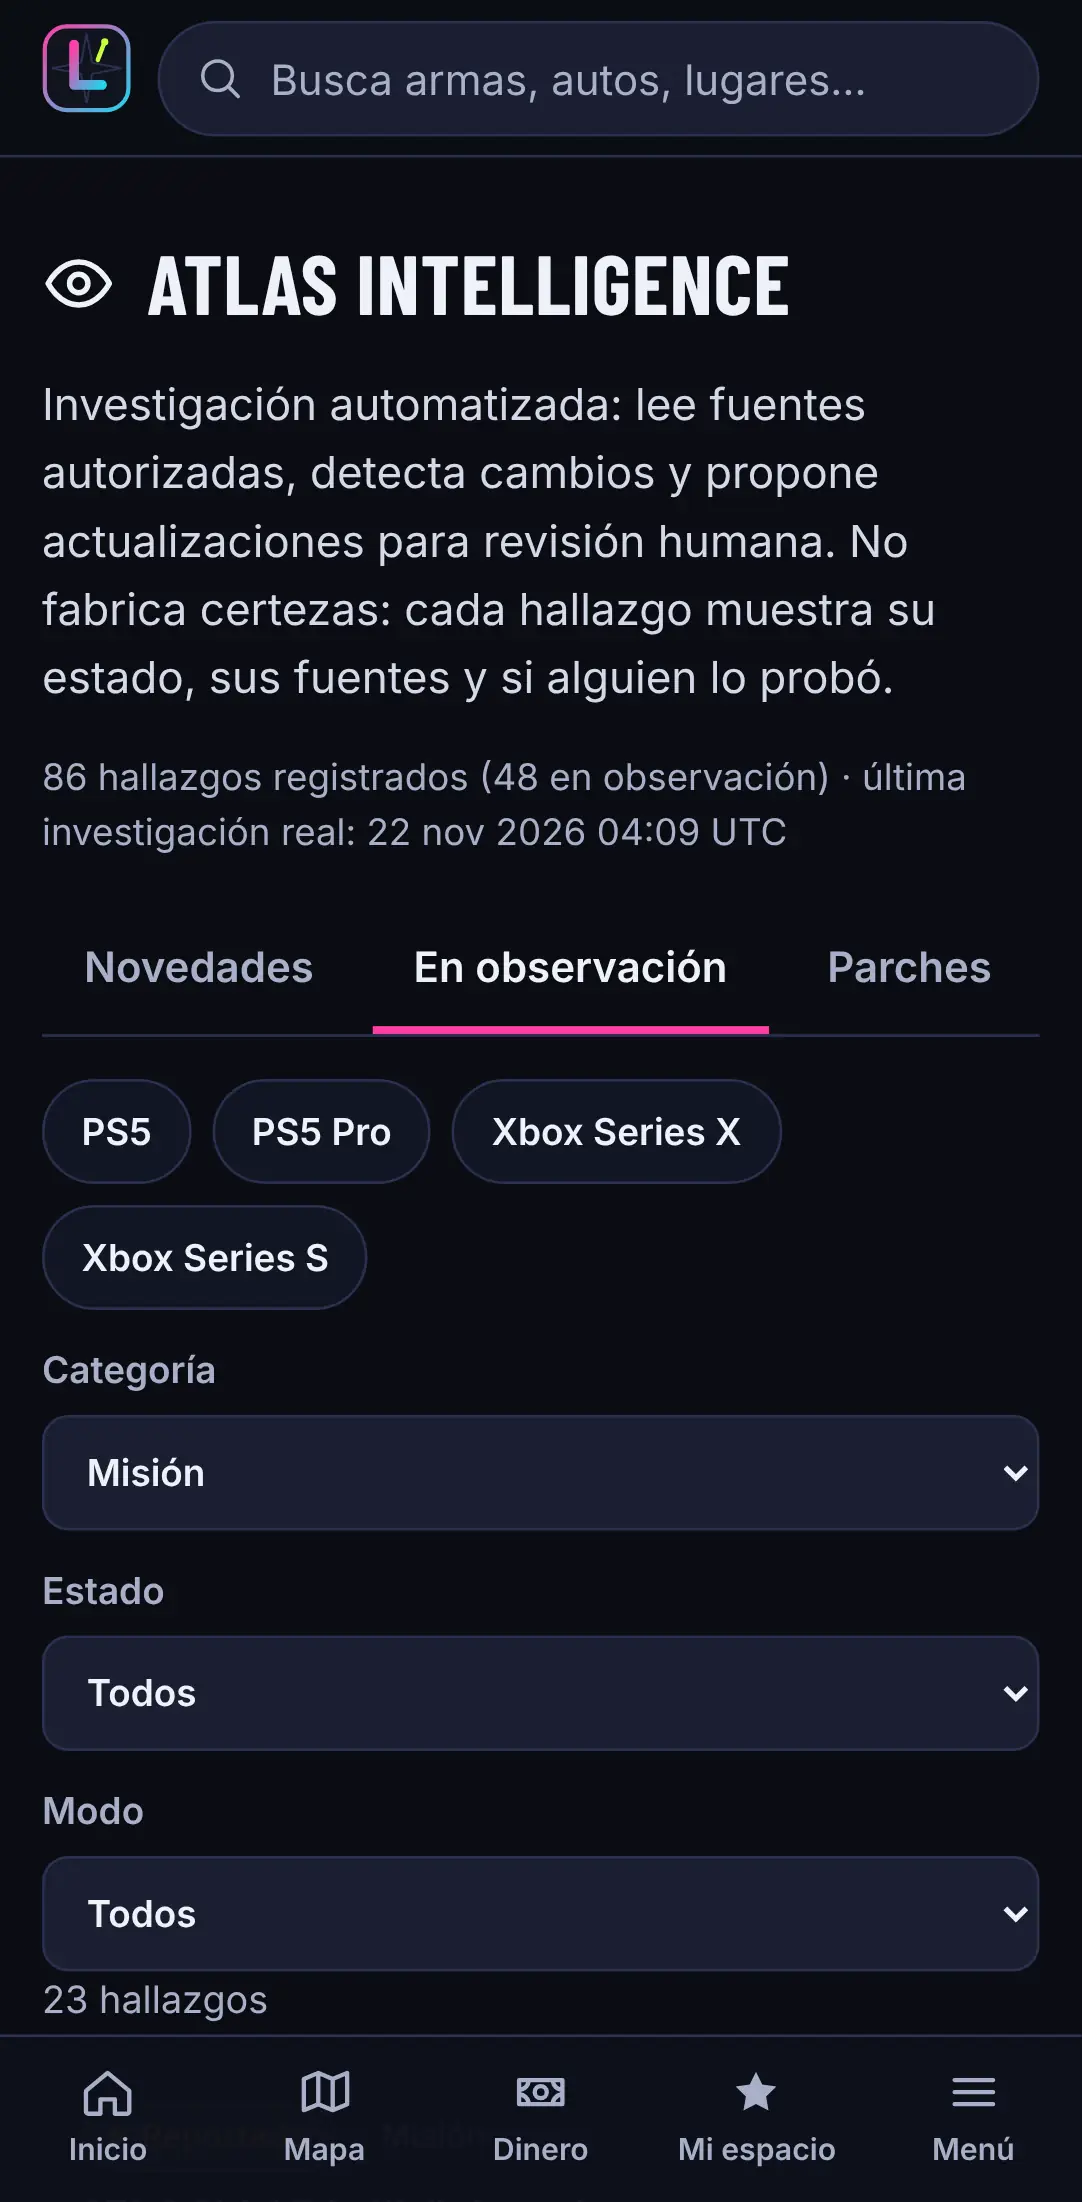 Busca armas, autos, lugares...
ATLAS INTELLIGENCE
Investigación automatizada: lee fuentes
autorizadas, detecta cambios y propone
actualizaciones para revisión humana. No
fabrica certezas: cada hallazgo muestra su
estado, sus fuentes y si alguien lo probó.
86 hallazgos registrados (48 en observación) · última
investigación real: 22 nov 2026 04:09 UTC
Novedades En observación Parches
PS5 PS5 Pro Xbox Series X
Xbox Series S
Categoría
Misión
Estado
Todos
Modo
Todos
23 hallazgos
Inicio Mapa Dinero Mi espacio Menú